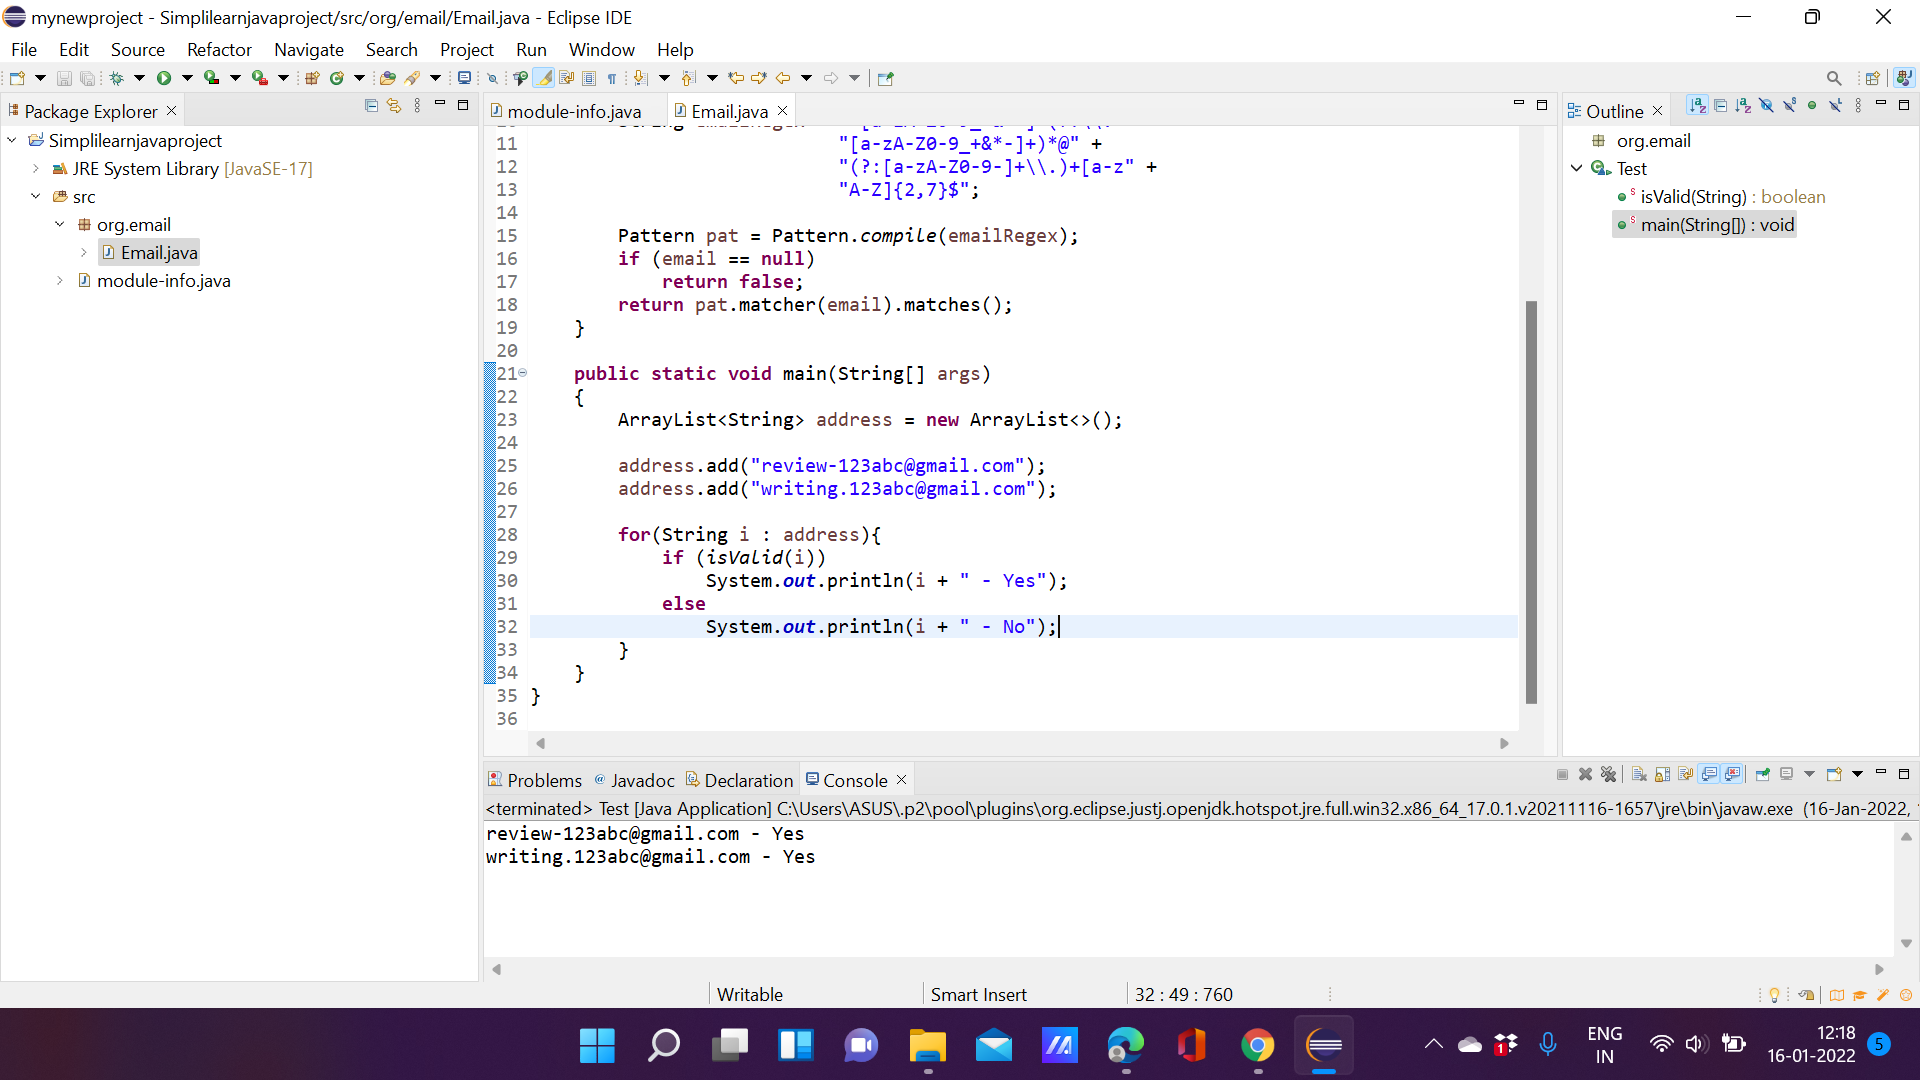 mynewproject - Simplilearnjavaproject/src/org/email/Email.java - Eclipse IDE
File Edit Source Refactor Navigate Search Project Run Window Help
Package Explorer
Simplilearnjavaproject
JRE System Library [JavaSE-17]
src
org.email
Email.java
module-info.java
module-info.java Email.java
11 "[a-zA-Z0-9_+&*-]+)*@" +
12 "(?:[a-zA-Z0-9-]+\\.)+[a-z" +
13 "A-Z]{2,7}$";
14
15 Pattern pat = Pattern.compile(emailRegex);
16 if (email == null)
17 return false;
18 return pat.matcher(email).matches();
19 }
20
21 public static void main(String[] args)
22 {
23 ArrayList<String> address = new ArrayList<>();
24
25 address.add("review-123abc@gmail.com");
26 address.add("writing.123abc@gmail.com");
27
28 for(String i : address){
29 if (isValid(i))
30 System.out.println(i + " - Yes");
31 else
32 System.out.println(i + " - No");
33 }
34 }
35 }
36
Outline
org.email
Test
isValid(String) : boolean
main(String[]) : void
Problems Javadoc Declaration Console
<terminated> Test [Java Application] C:\Users\ASUS\.p2\pool\plugins\org.eclipse.justj.openjdk.hotspot.jre.full.win32.x86_64_17.0.1.v20211116-1657\jre\bin\javaw.exe (16-Jan-2022,
review-123abc@gmail.com - Yes
writing.123abc@gmail.com - Yes
Writable Smart Insert 32 : 49 : 760
ENG
IN
12:18
16-01-2022
5
1